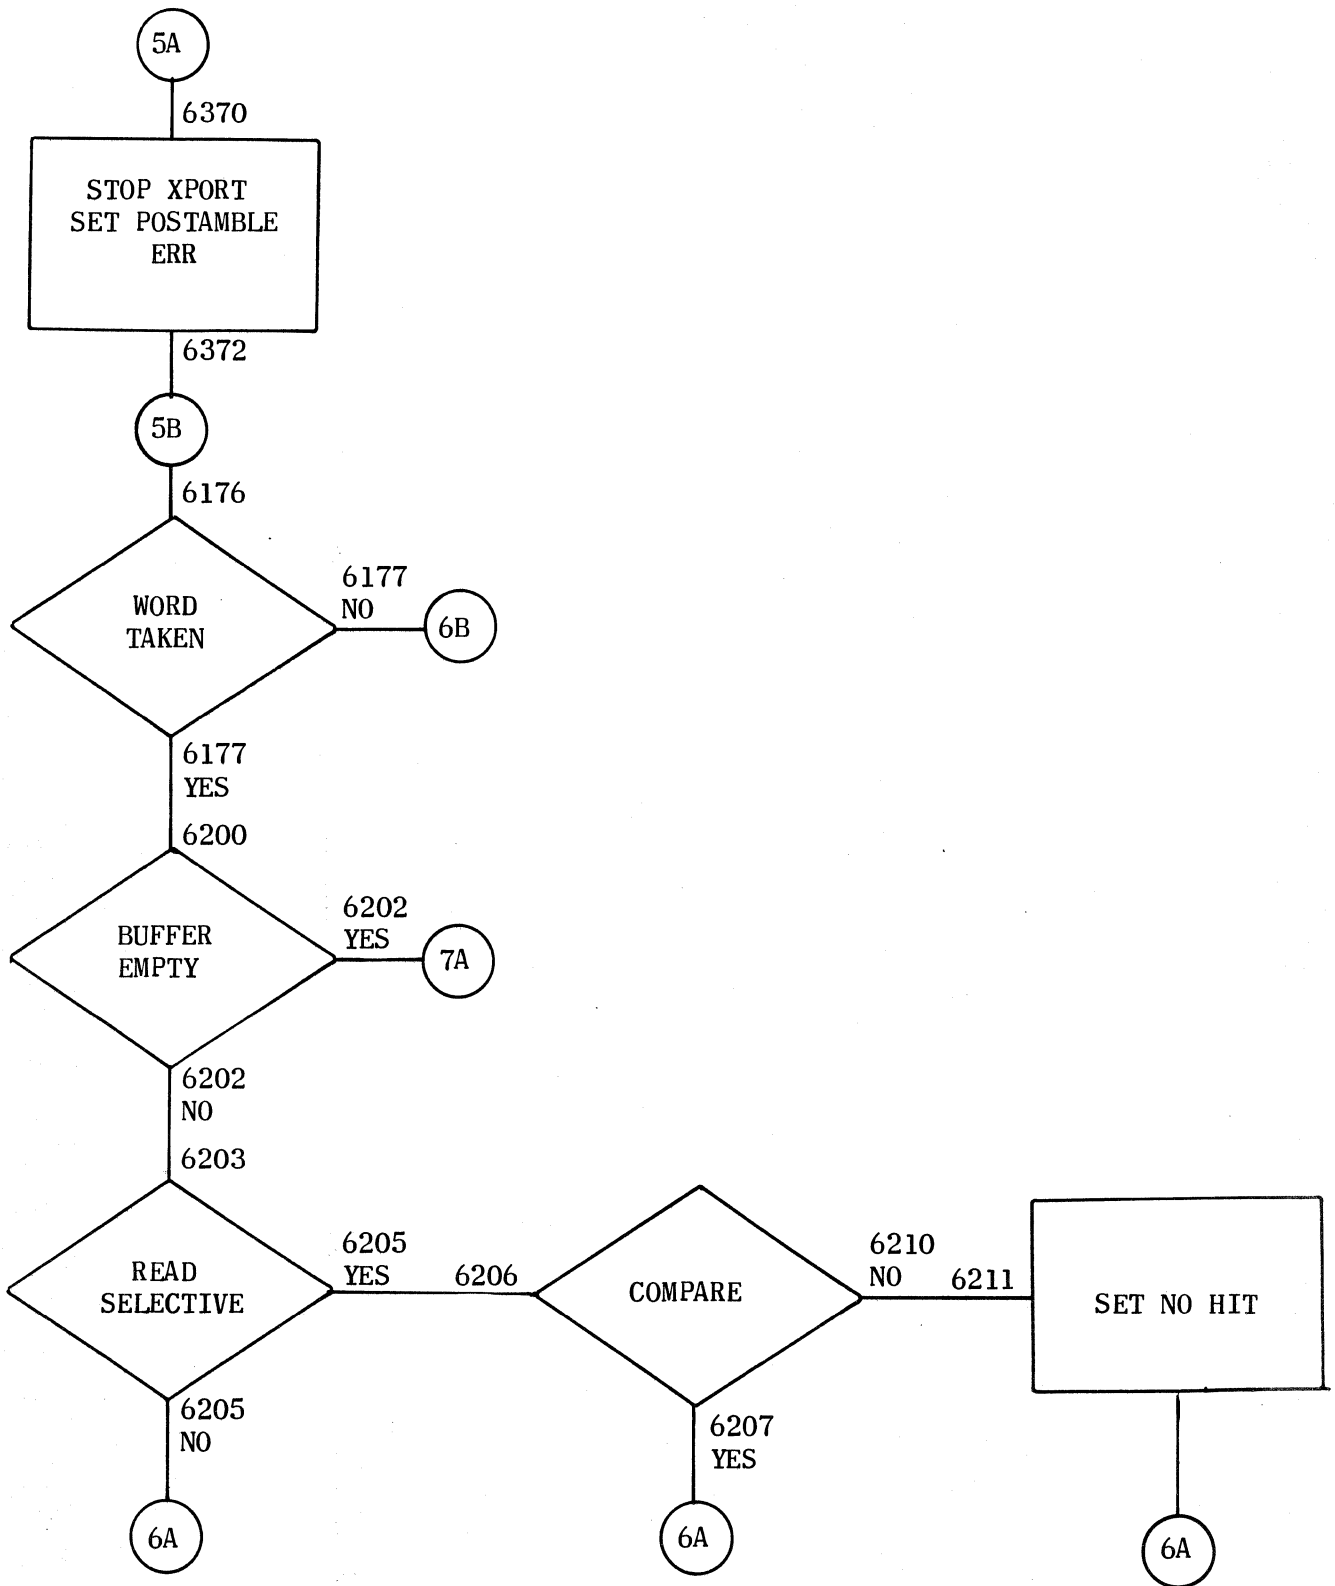 5A
6370
STOP XPORT
SET POSTAMBLE
ERR
6372
5B
6176
WORD
TAKEN
6177
NO
6B
6177
YES
6200
BUFFER
EMPTY
6202
YES
7A
6202
NO
6203
READ
SELECTIVE
6205
YES
6206
COMPARE
6210
NO
6211
SET NO HIT
6205
NO
6A
6207
YES
6A
6A